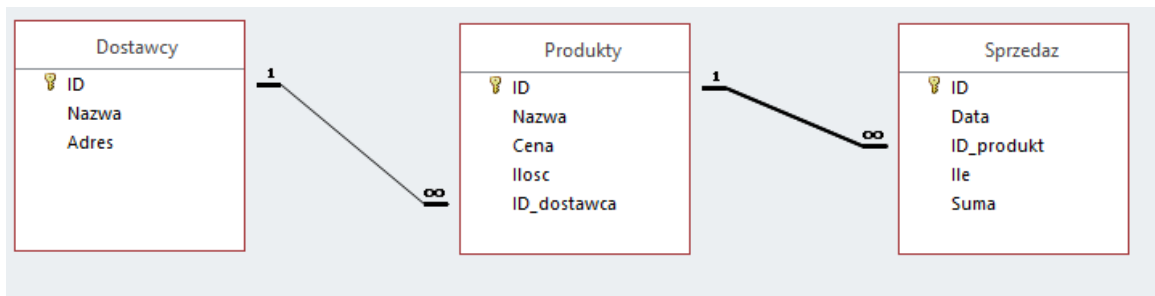 Dostawcy
ID
Nazwa
Adres
1
∞
Produkty
ID
Nazwa
Cena
Ilosc
ID_dostawca
1
∞
Sprzedaz
ID
Data
ID_produkt
Ile
Suma